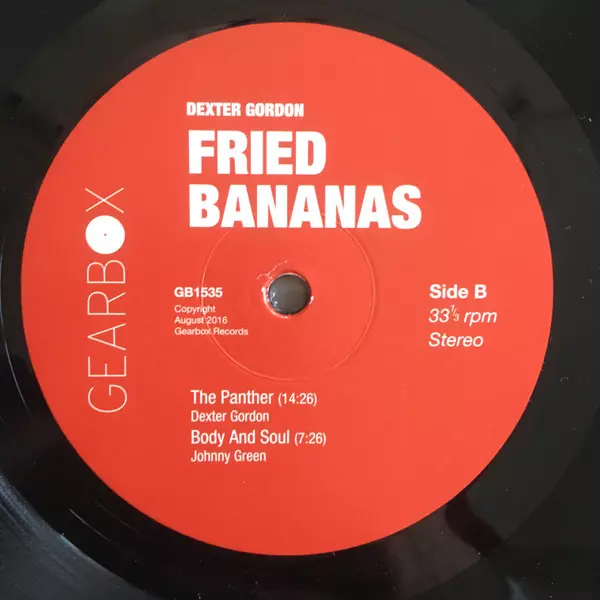 DEXTER GORDON
FRIED
BANANAS
GEARBOX
GB1535
Copyright
August 2016
Gearbox Records
Side B
33⅓ rpm
Stereo
The Panther (14:26)
Dexter Gordon
Body And Soul (7:26)
Johnny Green